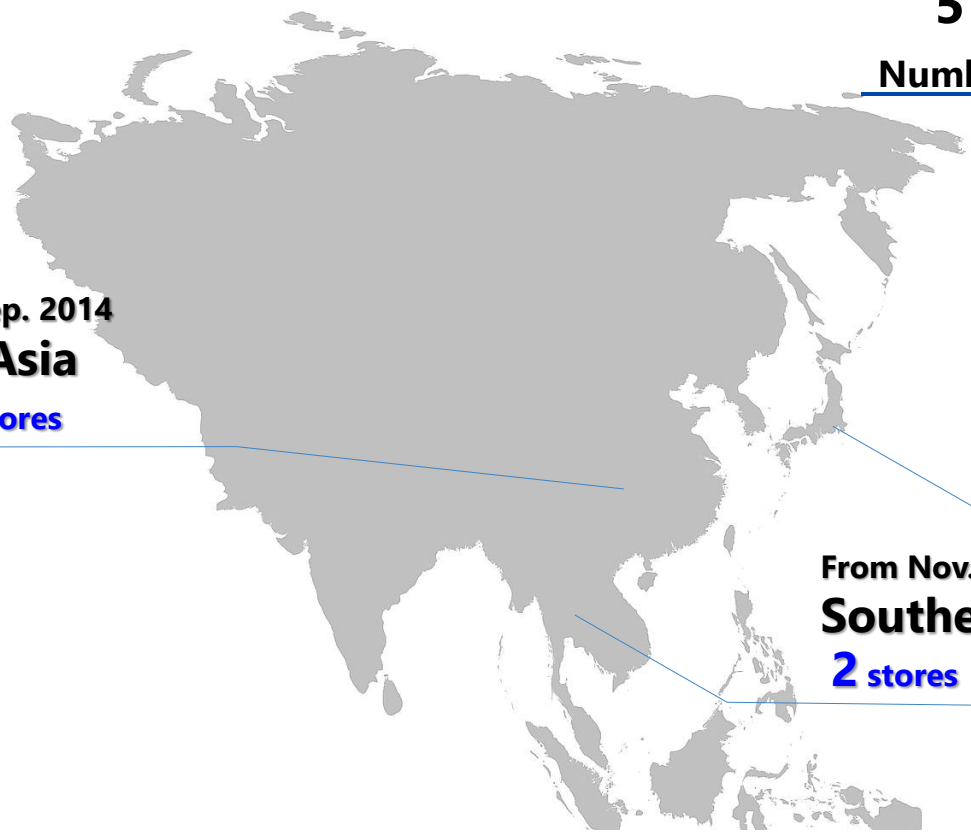 5
Numb
p. 2014
Asia
ores
From Nov.
Southe
2 stores